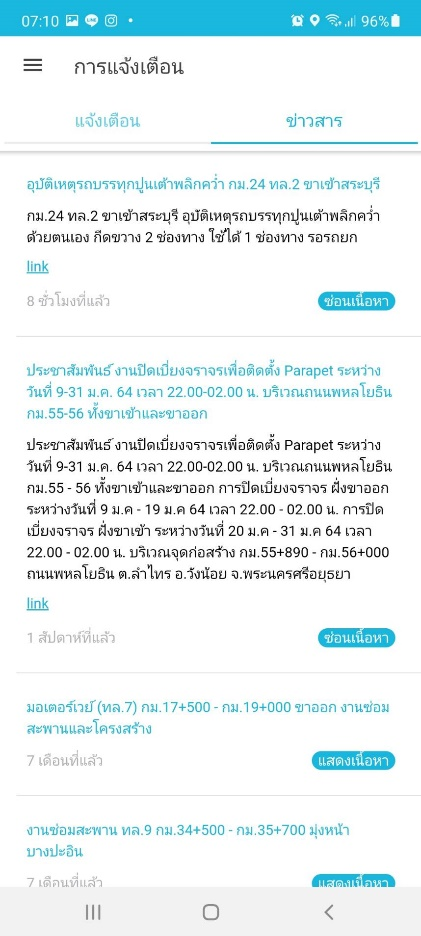 07:10
96%
การแจ้งเตือน
แจ้งเตือน
ข่าวสาร
อุบัติเหตุรถบรรทุกปูนเต้าพลิกคว่ำ กม.24 ทล.2 ขาเข้าสระบุรี
กม.24 ทล.2 ขาเข้าสระบุรี อุบัติเหตุรถบรรทุกปูนเต้าพลิกคว่ำ
ด้วยตนเอง กีดขวาง 2 ช่องทาง ใช้ได้ 1 ช่องทาง รอรถยก
link
8 ชั่วโมงที่แล้ว
ซ่อนเนื้อหา
ประชาสัมพันธ์ งานปิดเบี่ยงจราจรเพื่อติดตั้ง Parapet ระหว่าง
วันที่ 9-31 ม.ค. 64 เวลา 22.00-02.00 น. บริเวณถนนพหลโยธิน
กม.55-56 ทั้งขาเข้าและขาออก
ประชาสัมพันธ์ งานปิดเบี่ยงจราจรเพื่อติดตั้ง Parapet ระหว่าง
วันที่ 9-31 ม.ค. 64 เวลา 22.00-02.00 น. บริเวณถนนพหลโยธิน
กม.55 - 56 ทั้งขาเข้าและขาออก การปิดเบี่ยงจราจร ฝั่งขาออก
ระหว่างวันที่ 9 ม.ค - 19 ม.ค 64 เวลา 22.00 - 02.00 น. การปิด
เบี่ยงจราจร ฝั่งขาเข้า ระหว่างวันที่ 20 ม.ค - 31 ม.ค 64 เวลา
22.00 - 02.00 น. บริเวณจุดก่อสร้าง กม.55+890 - กม.56+000
ถนนพหลโยธิน ต.ลำไทร อ.วังน้อย จ.พระนครศรีอยุธยา
link
1 สัปดาห์ที่แล้ว
ซ่อนเนื้อหา
มอเตอร์เวย์ (ทล.7) กม.17+500 - กม.19+000 ขาออก งานซ่อม
สะพานและโครงสร้าง
7 เดือนที่แล้ว
แสดงเนื้อหา
งานซ่อมสะพาน ทล.9 กม.34+500 - กม.35+700 มุ่งหน้า
บางปะอิน
7 เดือนที่แล้ว
แสดงเนื้อหา